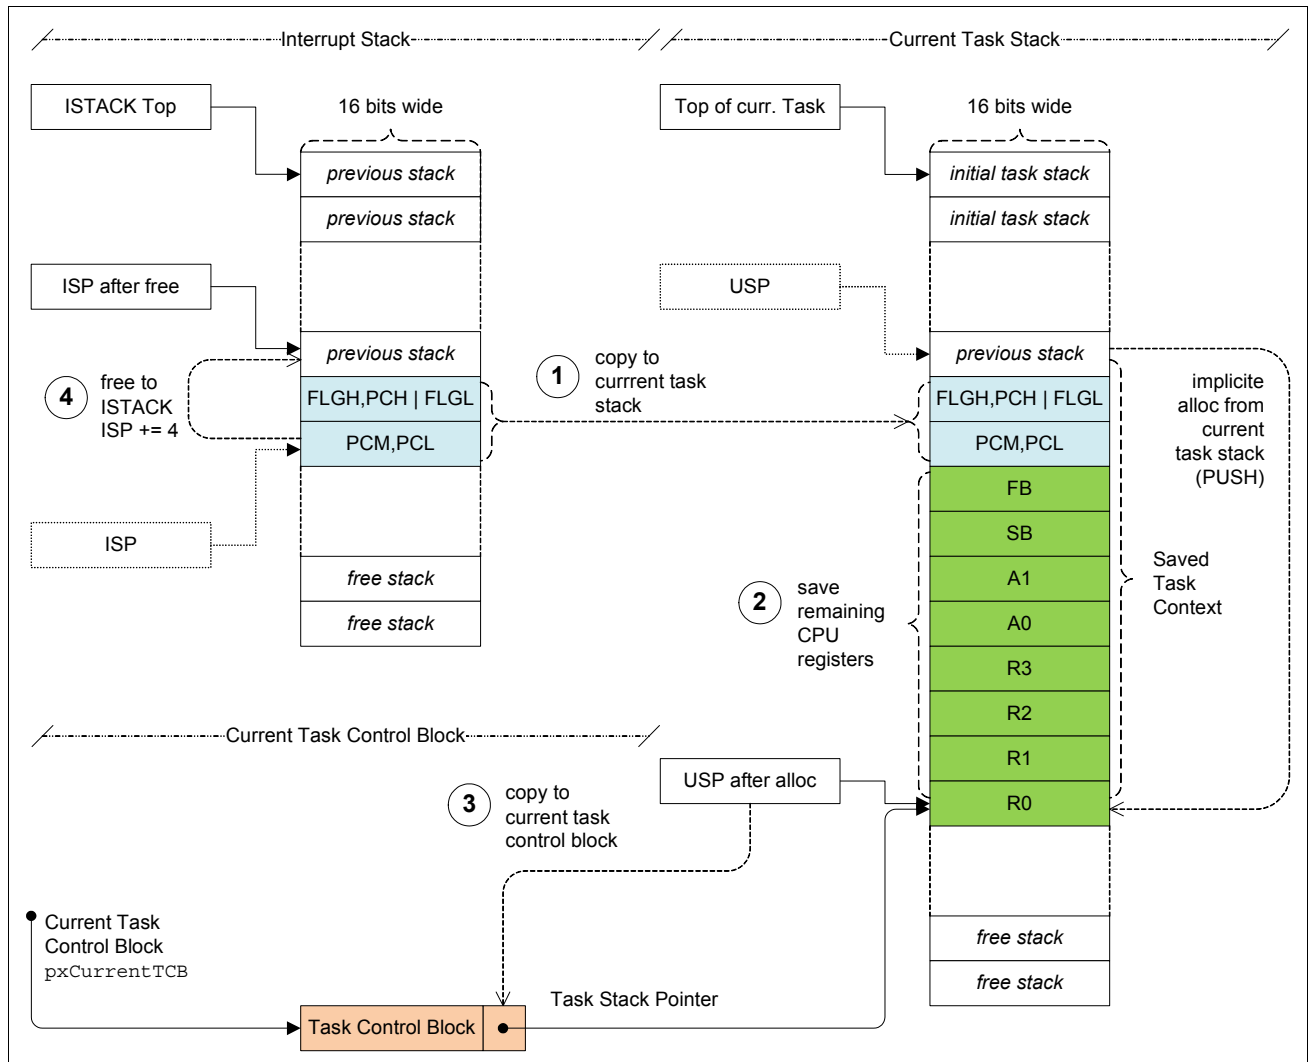 Interrupt Stack
Current Task Stack
ISTACK Top
16 bits wide
Top of curr. Task
16 bits wide
previous stack
initial task stack
previous stack
initial task stack
ISP after free
USP
previous stack
previous stack
4
free to
ISTACK
ISP += 4
1
copy to
currrent task
stack
implicite
alloc from
current
task stack
(PUSH)
FLGH,PCH | FLGL
FLGH,PCH | FLGL
PCM,PCL
PCM,PCL
FB
ISP
SB
free stack
A1
2
save
remaining
CPU
registers
Saved
Task
Context
free stack
A0
R3
R2
Current Task Control Block
R1
USP after alloc
3
copy to
current task
control block
R0
Current Task
Control Block
pxCurrentTCB
free stack
free stack
Task Stack Pointer
Task Control Block